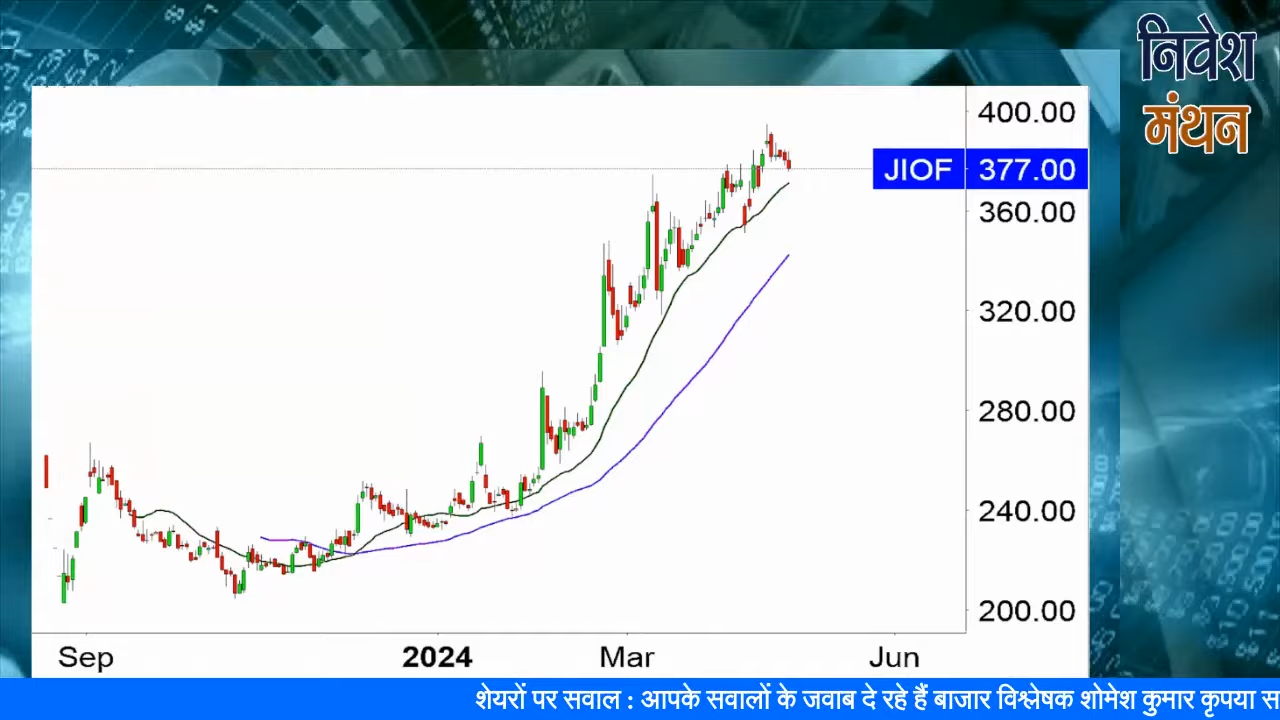 निवेश
मंथन
400.00
JIOF 377.00
360.00
320.00
280.00
240.00
200.00
Sep 2024 Mar Jun
शेयरों पर सवाल : आपके सवालों के जवाब दे रहे हैं बाजार विश्लेषक शोमेश कुमार कृपया स